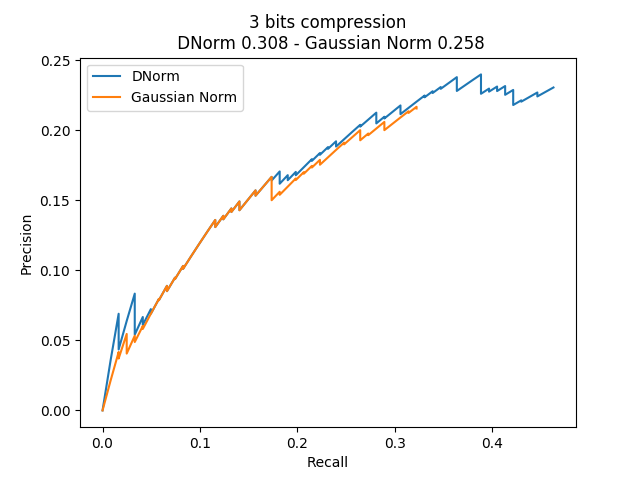 3 bits compression
DNorm 0.308 - Gaussian Norm 0.258
DNorm
Gaussian Norm
0.25
0.20
0.15
0.10
0.05
0.00
Precision
0.0 0.1 0.2 0.3 0.4
Recall